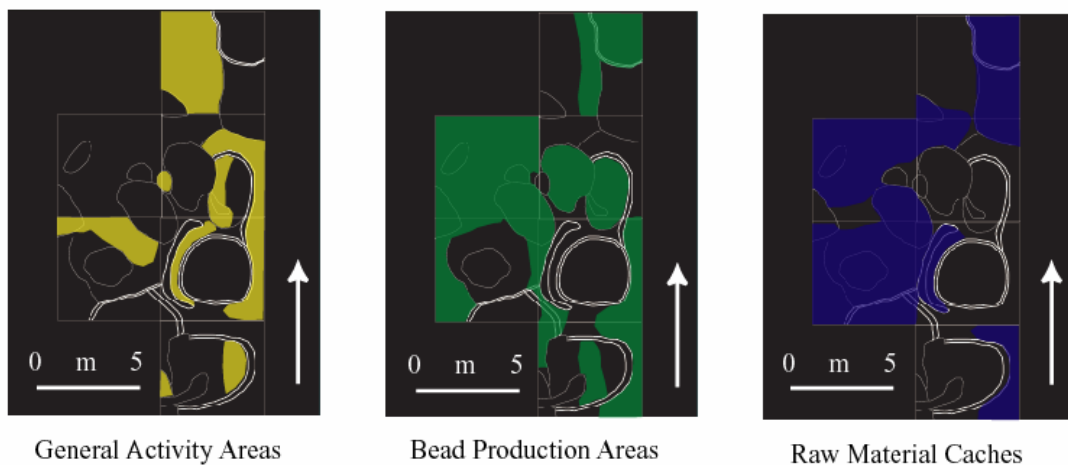 0 m 5
0 m 5
0 m 5
General Activity Areas
Bead Production Areas
Raw Material Caches